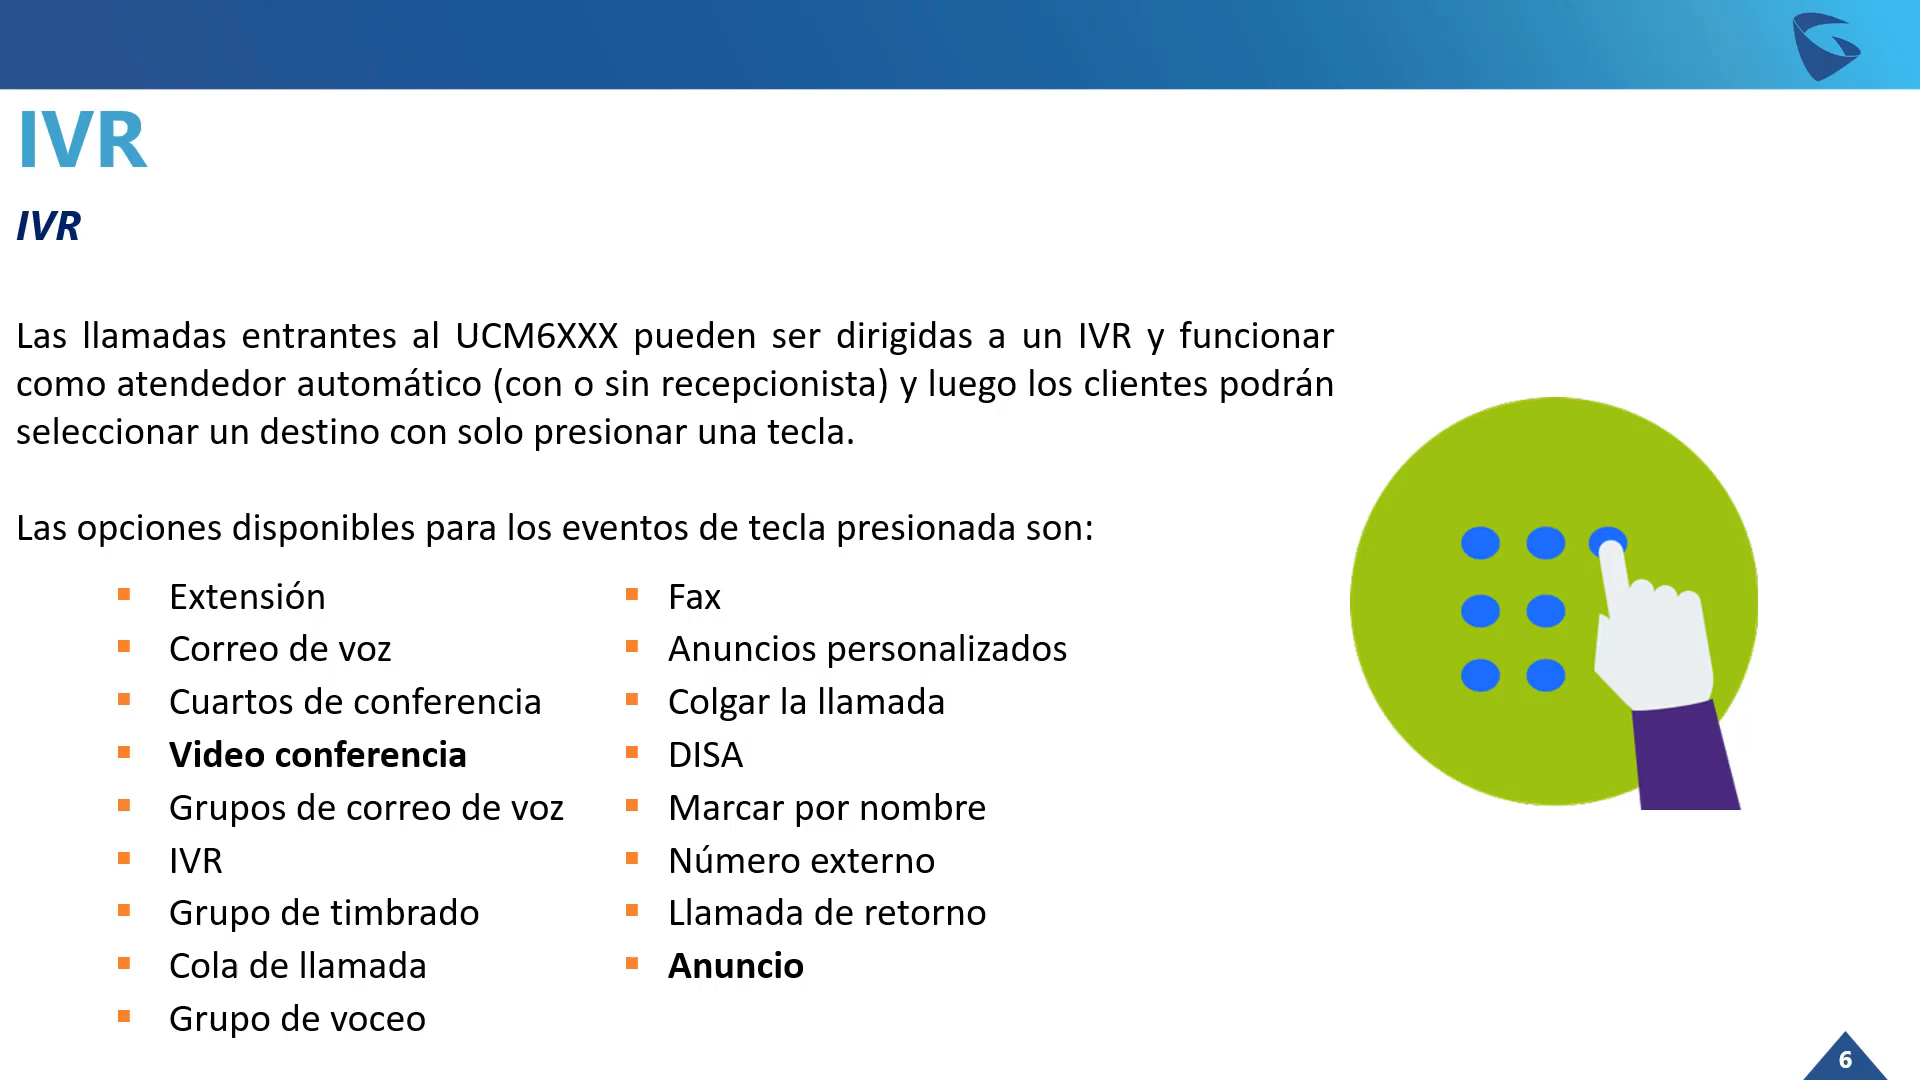 IVR
IVR
Las llamadas entrantes al UCM6XXX pueden ser dirigidas a un IVR y funcionar
como atendedor automático (con o sin recepcionista) y luego los clientes podrán
seleccionar un destino con solo presionar una tecla.
Las opciones disponibles para los eventos de tecla presionada son:
Extensión
Correo de voz
Cuartos de conferencia
Video conferencia
Grupos de correo de voz
IVR
Grupo de timbrado
Cola de llamada
Grupo de voceo
Fax
Anuncios personalizados
Colgar la llamada
DISA
Marcar por nombre
Número externo
Llamada de retorno
Anuncio
6